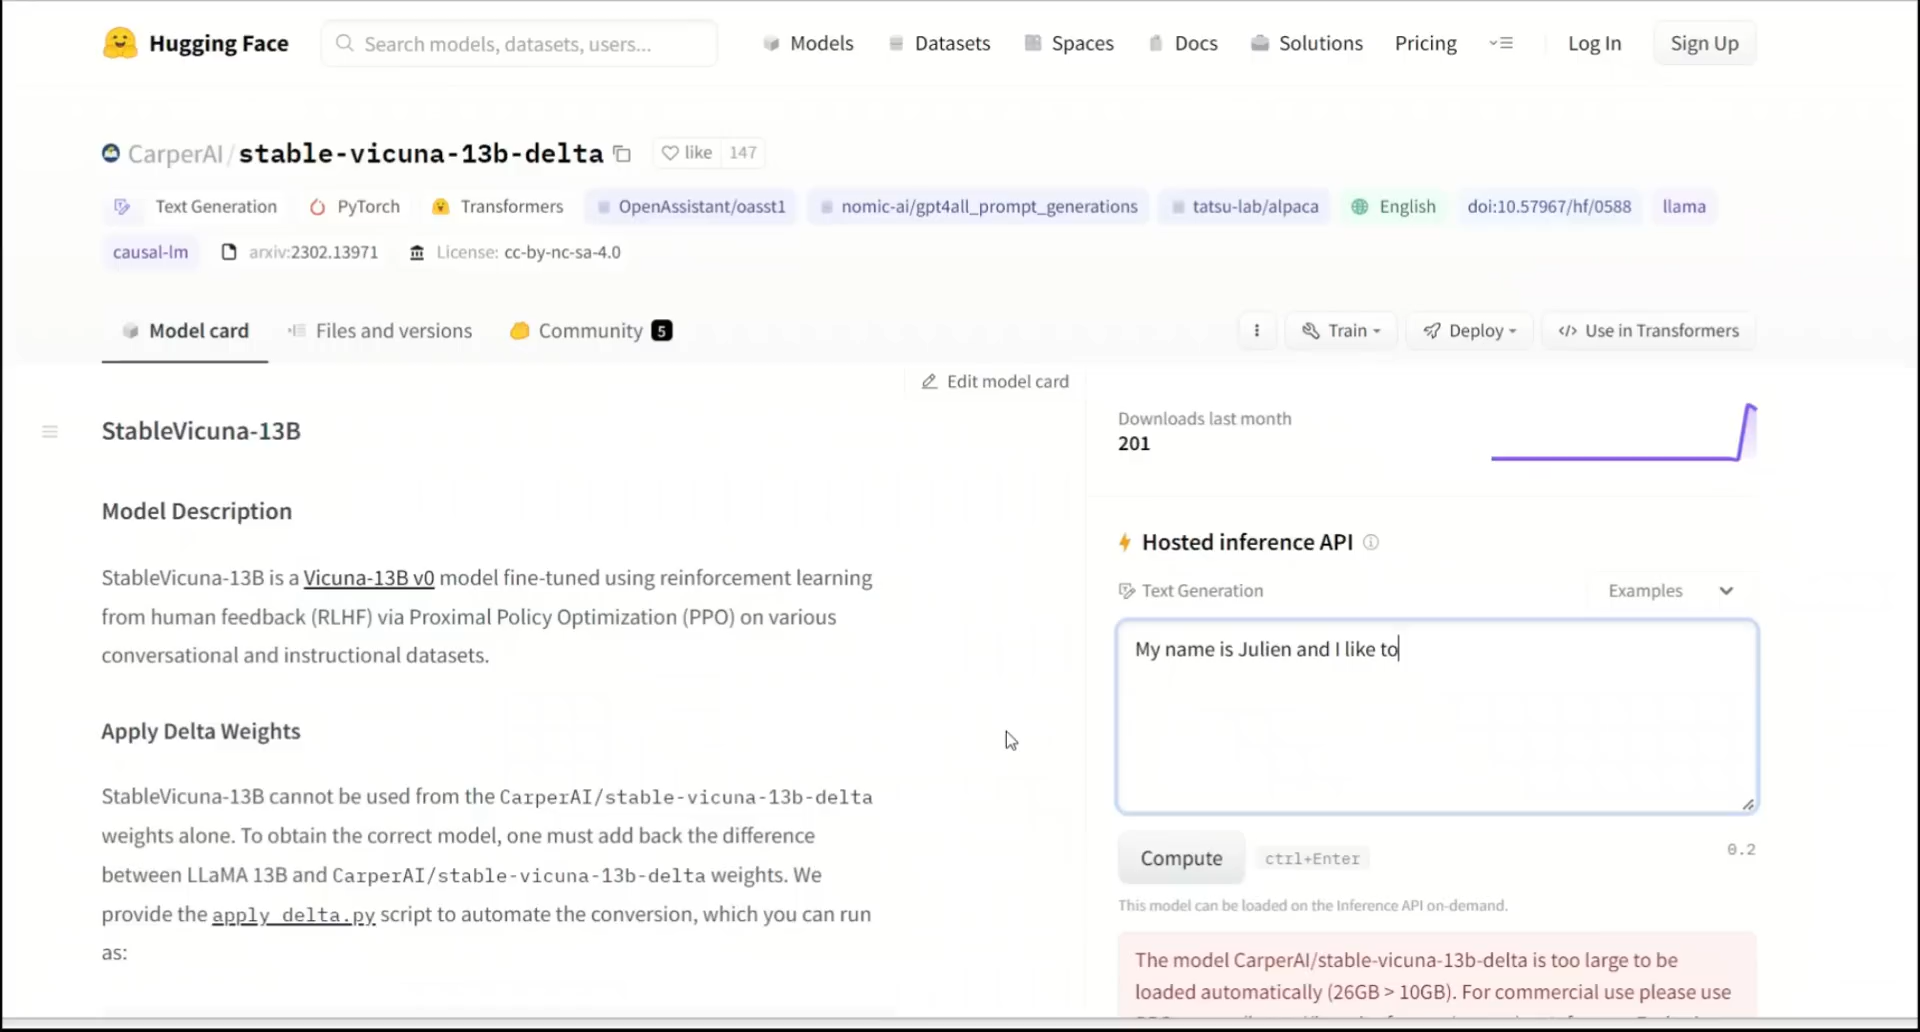 Hugging Face
Search models, datasets, users...
Models
Datasets
Spaces
Docs
Solutions
Pricing
Log In
Sign Up
CarperAI/stable-vicuna-13b-delta
like 147
Text Generation
PyTorch
Transformers
OpenAssistant/oasst1
nomic-ai/gpt4all_prompt_generations
tatsu-lab/alpaca
English
doi:10.57967/hf/0588
llama
causal-lm
arxiv:2302.13971
License: cc-by-nc-sa-4.0
Model card
Files and versions
Community 5
Train
Deploy
</> Use in Transformers
Edit model card
StableVicuna-13B
Model Description
StableVicuna-13B is a Vicuna-13B v0 model fine-tuned using reinforcement learning
from human feedback (RLHF) via Proximal Policy Optimization (PPO) on various
conversational and instructional datasets.
Apply Delta Weights
StableVicuna-13B cannot be used from the CarperAI/stable-vicuna-13b-delta
weights alone. To obtain the correct model, one must add back the difference
between LLaMA 13B and CarperAI/stable-vicuna-13b-delta weights. We
provide the apply_delta.py script to automate the conversion, which you can run
as:
Downloads last month
201
Hosted inference API
Text Generation
Examples
My name is Julien and I like to
Compute
ctrl+Enter
0.2
This model can be loaded on the Inference API on-demand.
The model CarperAI/stable-vicuna-13b-delta is too large to be
loaded automatically (26GB > 10GB). For commercial use please use